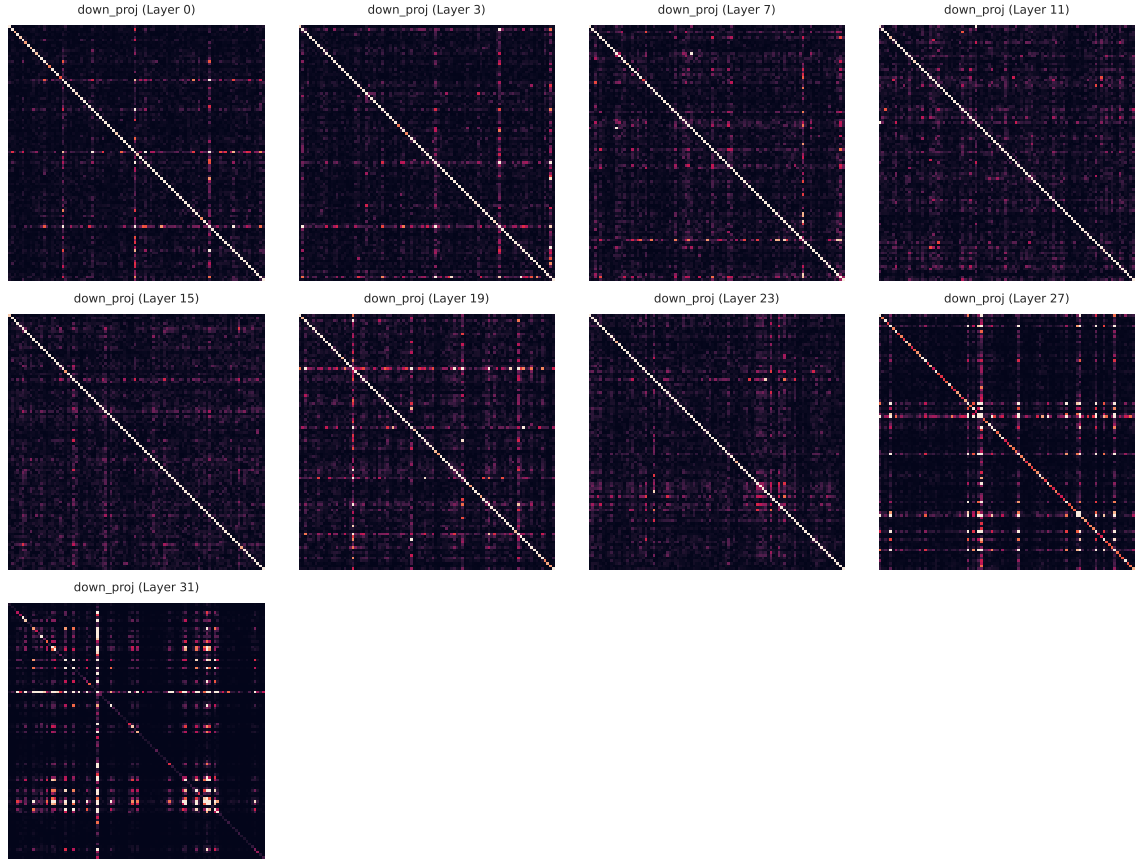 down_proj (Layer 0)
down_proj (Layer 3)
down_proj (Layer 7)
down_proj (Layer 11)
down_proj (Layer 15)
down_proj (Layer 19)
down_proj (Layer 23)
down_proj (Layer 27)
down_proj (Layer 31)